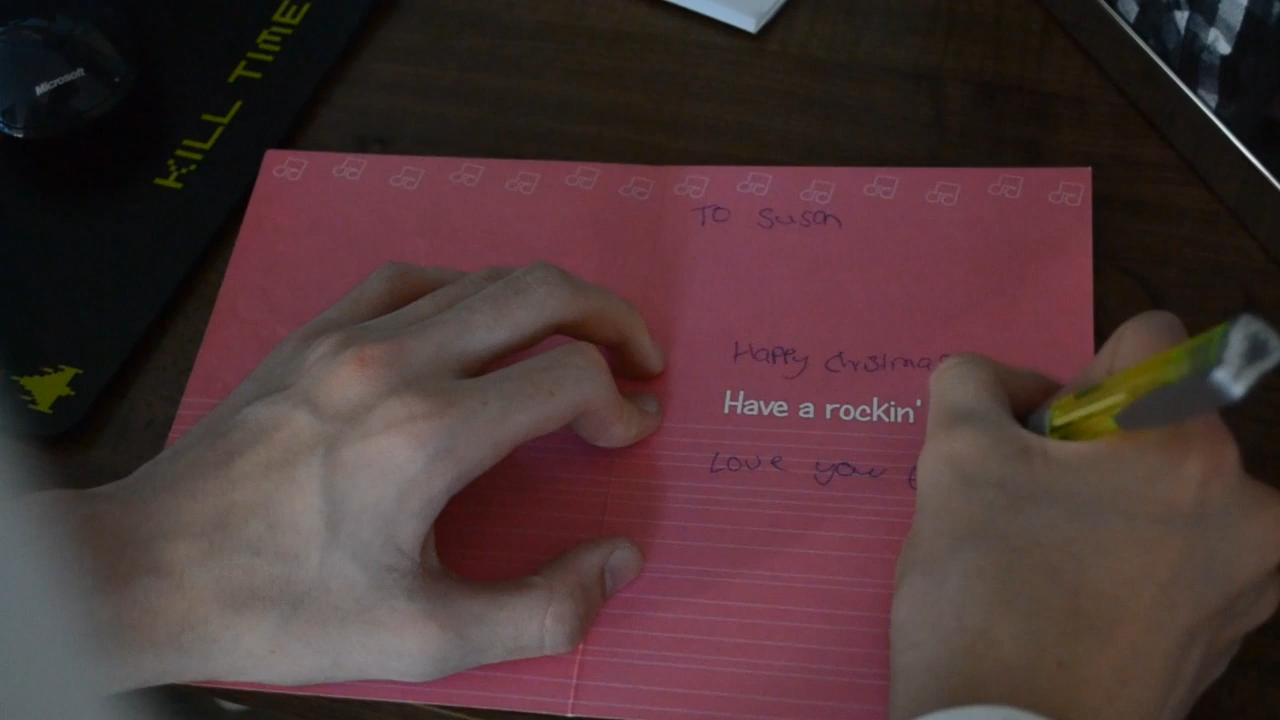 Microsoft
KILL TIME
TO Susan
Happy Christmas
Have a rockin'
Love you